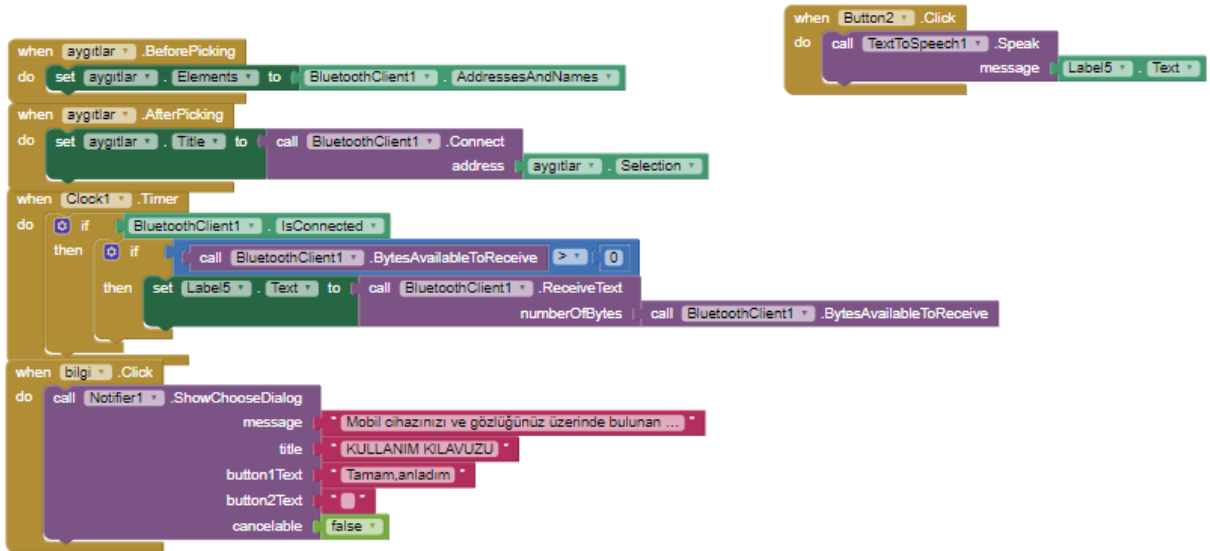 when aygıtlar .BeforePicking
do set aygıtlar . Elements to BluetoothClient1 . AddressesAndNames
when aygıtlar .AfterPicking
do set aygıtlar . Title to call BluetoothClient1 .Connect
address aygıtlar . Selection
when Clock1 .Timer
do if BluetoothClient1 . IsConnected
then if call BluetoothClient1 .BytesAvailableToReceive > 0
then set Label5 . Text to call BluetoothClient1 .ReceiveText
numberOfBytes call BluetoothClient1 .BytesAvailableToReceive
when bilgi .Click
do call Notifier1 .ShowChooseDialog
message " Mobil cihazınızı ve gözlüğünüz üzerinde bulunan ... "
title " KULLANIM KILAVUZU "
button1Text " Tamam,anladım "
button2Text " "
cancelable false
when Button2 .Click
do call TextToSpeech1 .Speak
message Label5 . Text